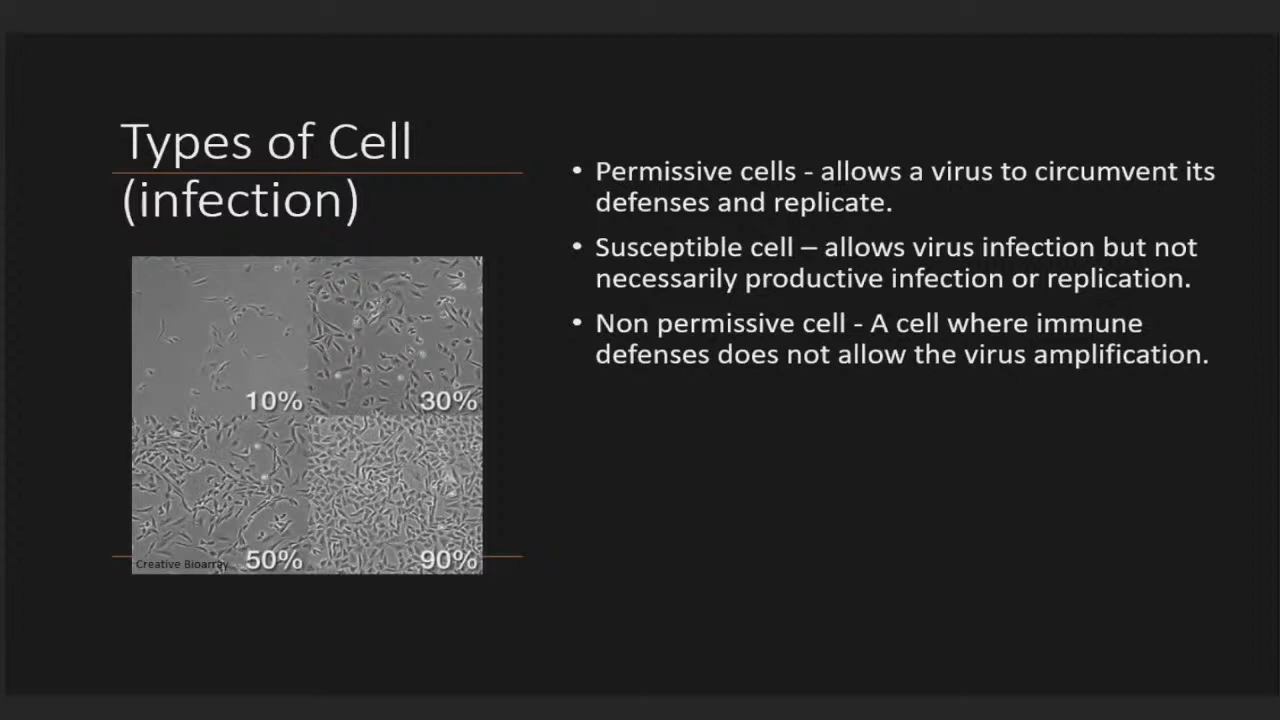 Types of Cell
(infection)
10%
30%
50%
90%
Creative Bioarray
• Permissive cells - allows a virus to circumvent its
defenses and replicate.
• Susceptible cell – allows virus infection but not
necessarily productive infection or replication.
• Non permissive cell - A cell where immune
defenses does not allow the virus amplification.